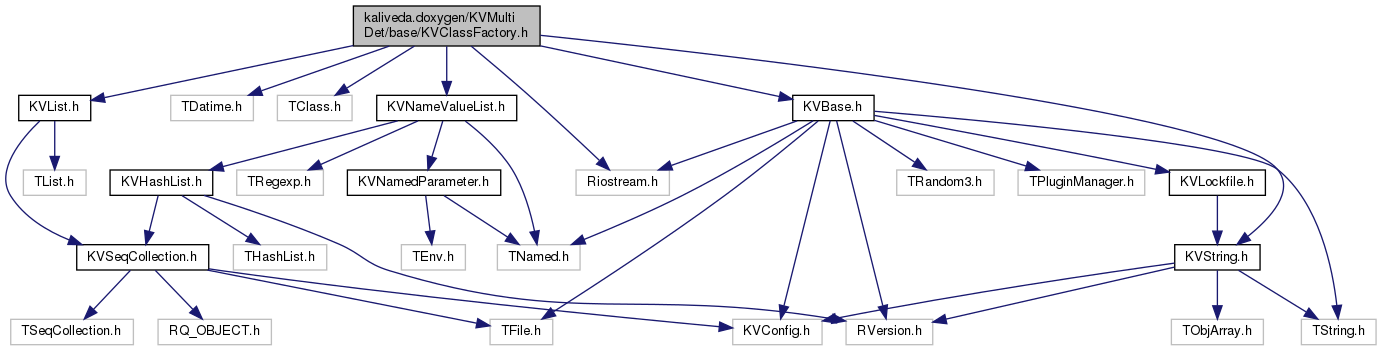 kaliveda.doxygen/KVMulti
Det/base/KVClassFactory.h
KVList.h
TDatime.h
TClass.h
KVNameValueList.h
KVBase.h
TList.h
KVHashList.h
TRegexp.h
KVNamedParameter.h
Riostream.h
TRandom3.h
TPluginManager.h
KVLockfile.h
KVSeqCollection.h
THashList.h
TEnv.h
TNamed.h
KVString.h
TSeqCollection.h
RQ_OBJECT.h
TFile.h
KVConfig.h
RVersion.h
TObjArray.h
TString.h